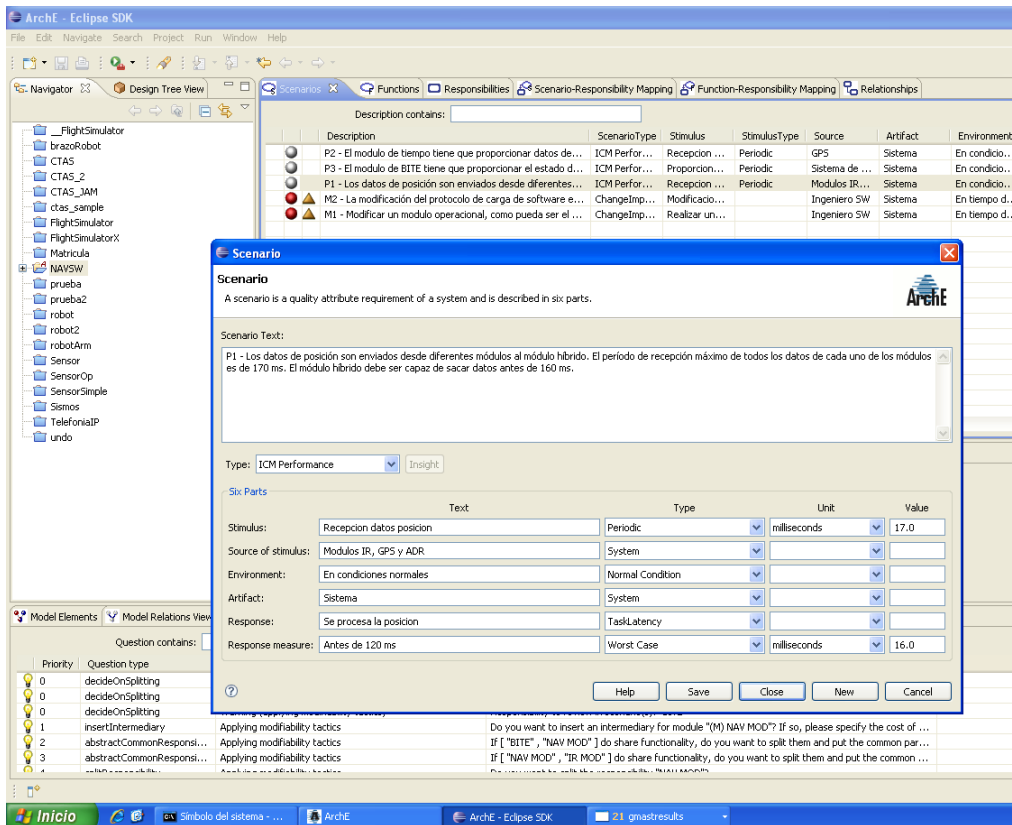 ArchE - Eclipse SDK
File Edit Navigate Search Project Run Window Help
Navigator Design Tree View
Scenarios Functions Responsibilities Scenario-Responsibility Mapping Function-Responsibility Mapping Relationships
Description contains:
Description ScenarioType Stimulus StimulusType Source Artifact Environment
P2 - El modulo de tiempo tiene que proporcionar datos de... ICM Perfor... Recepcion ... Periodic GPS Sistema En condicio...
P3 - El modulo de BITE tiene que proporcionar el estado d... ICM Perfor... Proporcion... Periodic Sistema de ... Sistema En condicio...
P1 - Los datos de posición son enviados desde diferentes... ICM Perfor... Recepcion ... Periodic Modulos IR... Sistema En condicio...
M2 - La modificación del protocolo de carga de software e... ChangeImp... Modificacio... Ingeniero SW Sistema En tiempo d...
M1 - Modificar un modulo operacional, como pueda ser el ... ChangeImp... Realizar un... Ingeniero SW Sistema En tiempo d...
__FlightSimulator
brazoRobot
CTAS
CTAS_2
CTAS_JAM
ctas_sample
FlightSimulator
FlightSimulatorX
Matricula
NAVSW
prueba
prueba2
robot
robot2
robotArm
Sensor
SensorOp
SensorSimple
Sismos
TelefoniaIP
undo
Scenario
Scenario
A scenario is a quality attribute requirement of a system and is described in six parts.
ArchE
Scenario Text:
P1 - Los datos de posición son enviados desde diferentes módulos al módulo híbrido. El período de recepción máximo de todos los datos de cada uno de los módulos
es de 170 ms. El módulo híbrido debe ser capaz de sacar datos antes de 160 ms.
Type: ICM Performance Insight
Six Parts
Text Type Unit Value
Stimulus: Recepcion datos posicion Periodic milliseconds 17.0
Source of stimulus: Modulos IR, GPS y ADR System
Environment: En condiciones normales Normal Condition
Artifact: Sistema System
Response: Se procesa la posicion TaskLatency
Response measure: Antes de 120 ms Worst Case milliseconds 16.0
Help Save Close New Cancel
Model Elements Model Relations View
Question contains:
Priority Question type
0 decideOnSplitting
0 decideOnSplitting
0 decideOnSplitting
1 insertIntermediary Applying modifiability tactics Do you want to insert an intermediary for module "(M) NAV MOD"? If so, please specify the cost of ...
2 abstractCommonResponsi... Applying modifiability tactics If [ "BITE" , "NAV MOD" ] do share functionality, do you want to split them and put the common par...
3 abstractCommonResponsi... Applying modifiability tactics If [ "NAV MOD" , "IR MOD" ] do share functionality, do you want to split them and put the common ...
Inicio Símbolo del sistema - ... ArchE ArchE - Eclipse SDK 21 gmastresults